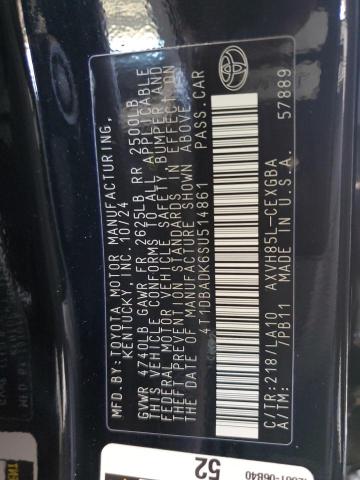 MFD.BY:TOYOTA MOTOR MANUFACTURING,
KENTUCKY, INC. 10/24
GVWR 4740LB GAWR FR 2625LB RR 2500LB
THIS VEHICLE CONFORMS TO ALL APPLICABLE
FEDERAL MOTOR VEHICLE SAFETY, BUMPER AND
THEFT PREVENTION STANDARDS IN EFFECT ON
THE DATE OF MANUFACTURE SHOWN ABOVE.
4T1DBADK6SU514861 PASS.CAR
C/TR:218/LA10 AXVH85L-CEXGBA
A/TM: /PB11 MADE IN U.S.A. 57889
52